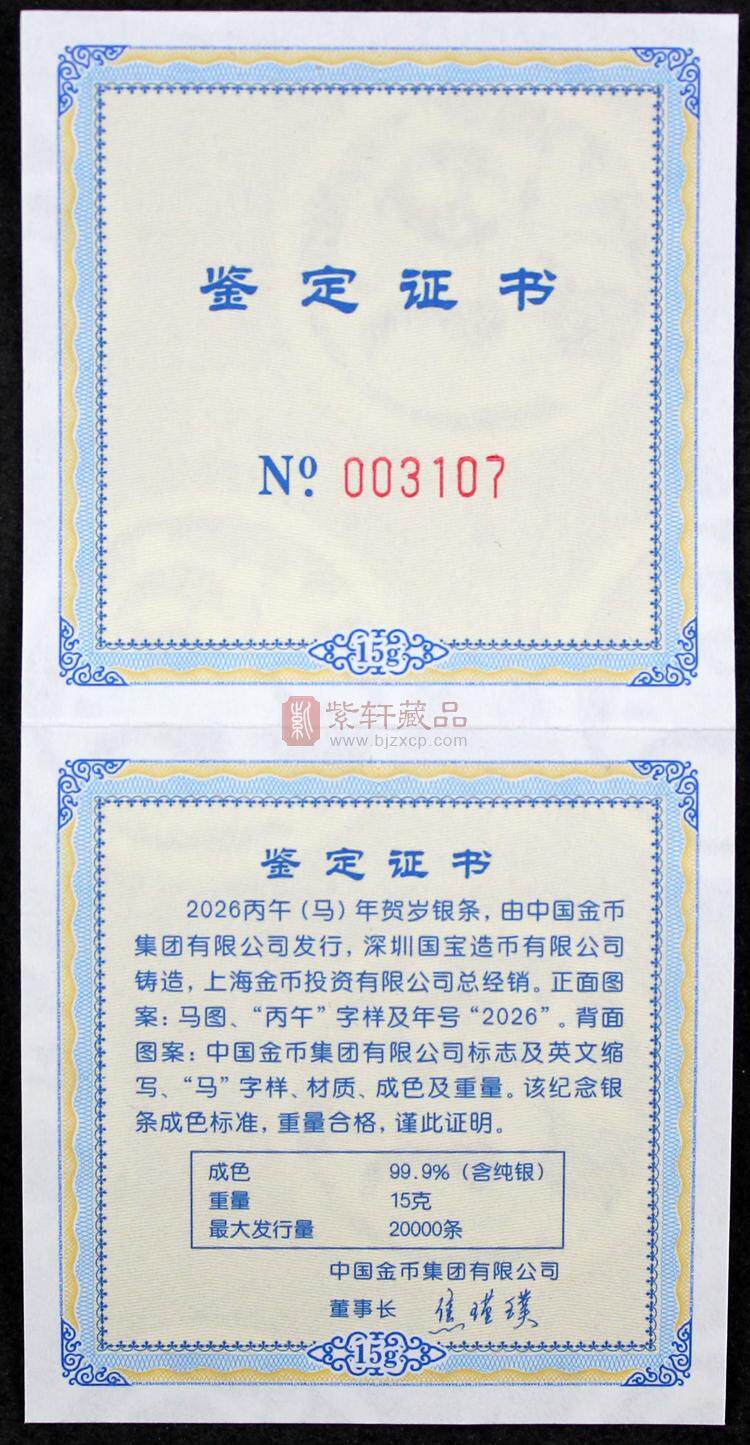 鉴定证书
Nº 003107
15g
紫轩藏品
www.bjzxcp.com
鉴定证书
2026丙午(马)年贺岁银条,由中国金币
集团有限公司发行,深圳国宝造币有限公司
铸造,上海金币投资有限公司总经销。正面图
案:马图、“丙午”字样及年号“2026”。背面
图案:中国金币集团有限公司标志及英文缩
写、“马”字样、材质、成色及重量。该纪念银
条成色标准,重量合格,谨此证明。
成色 99.9%(含纯银)
重量 15克
最大发行量 20000条
中国金币集团有限公司
董事长 焦瑾璞
15g